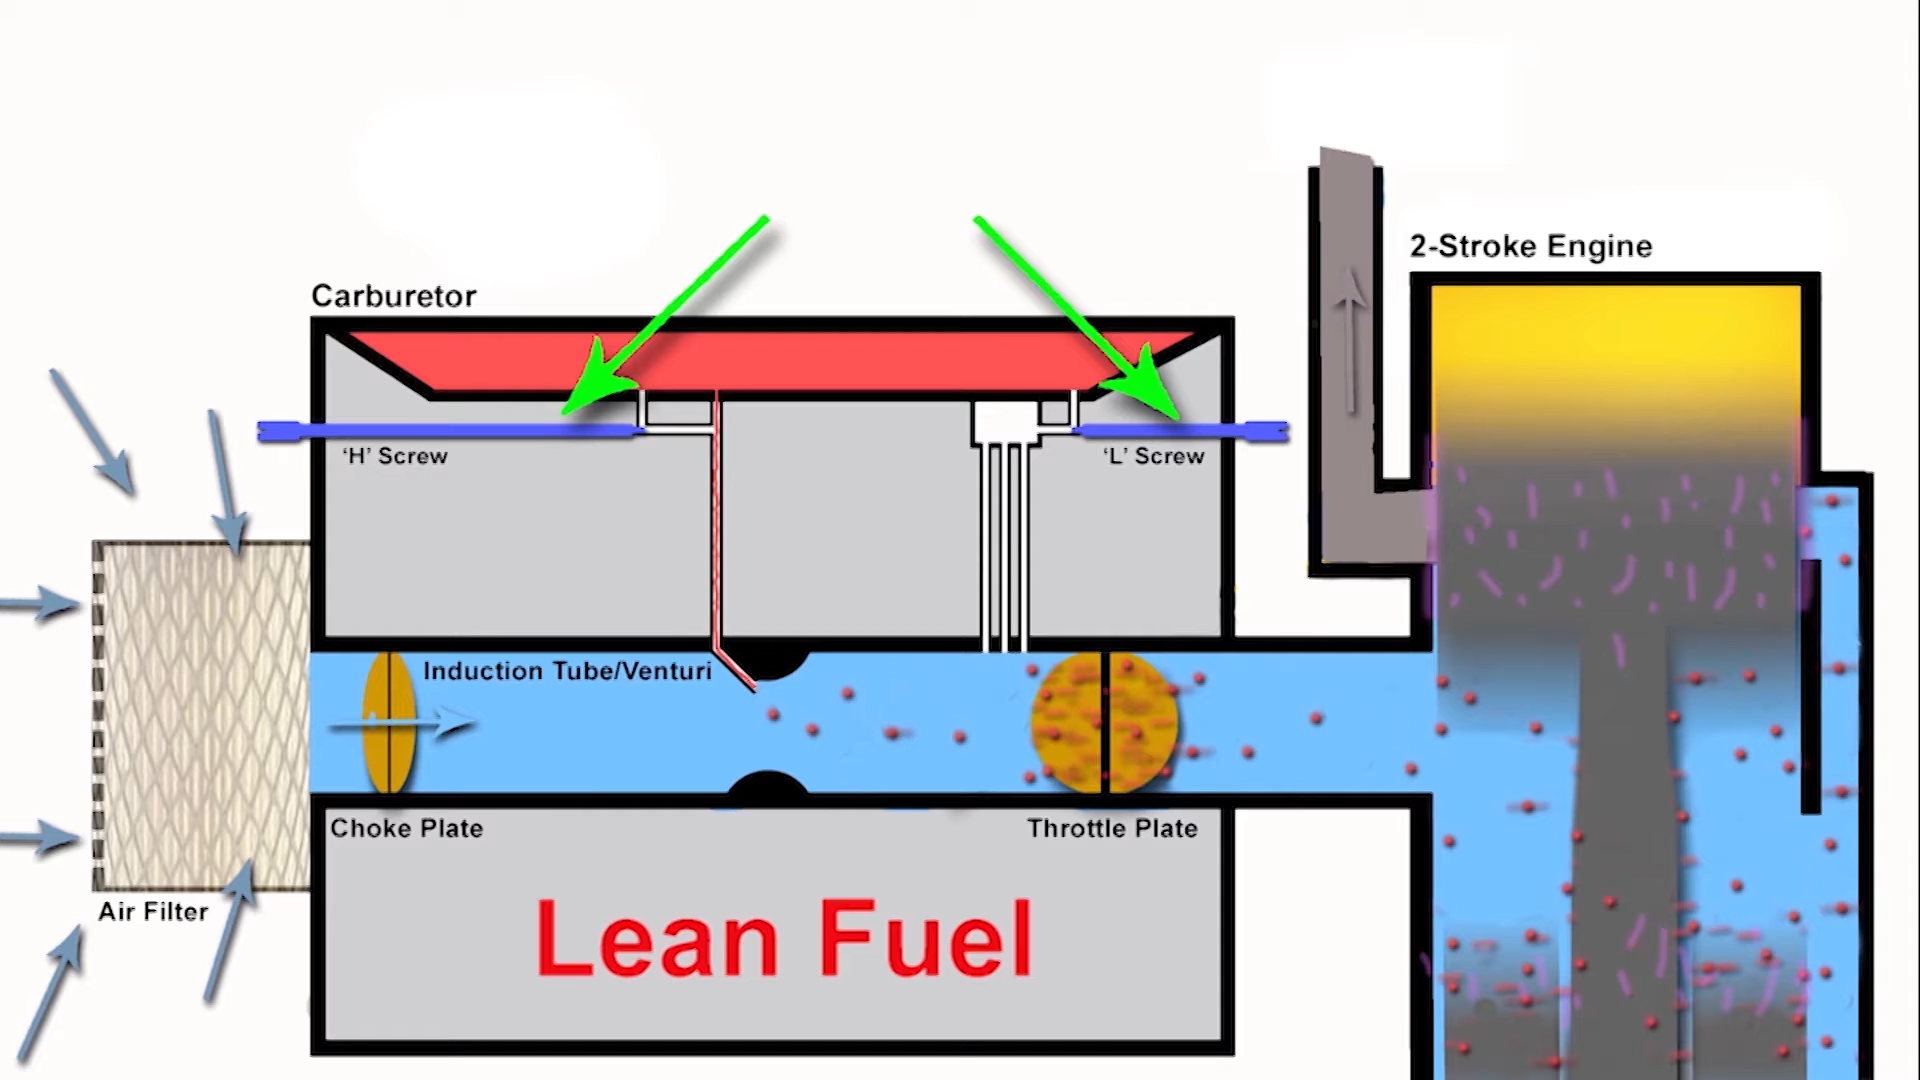 2-Stroke Engine
Carburetor
‘H’ Screw
‘L’ Screw
Induction Tube/Venturi
Choke Plate
Throttle Plate
Air Filter
Lean Fuel